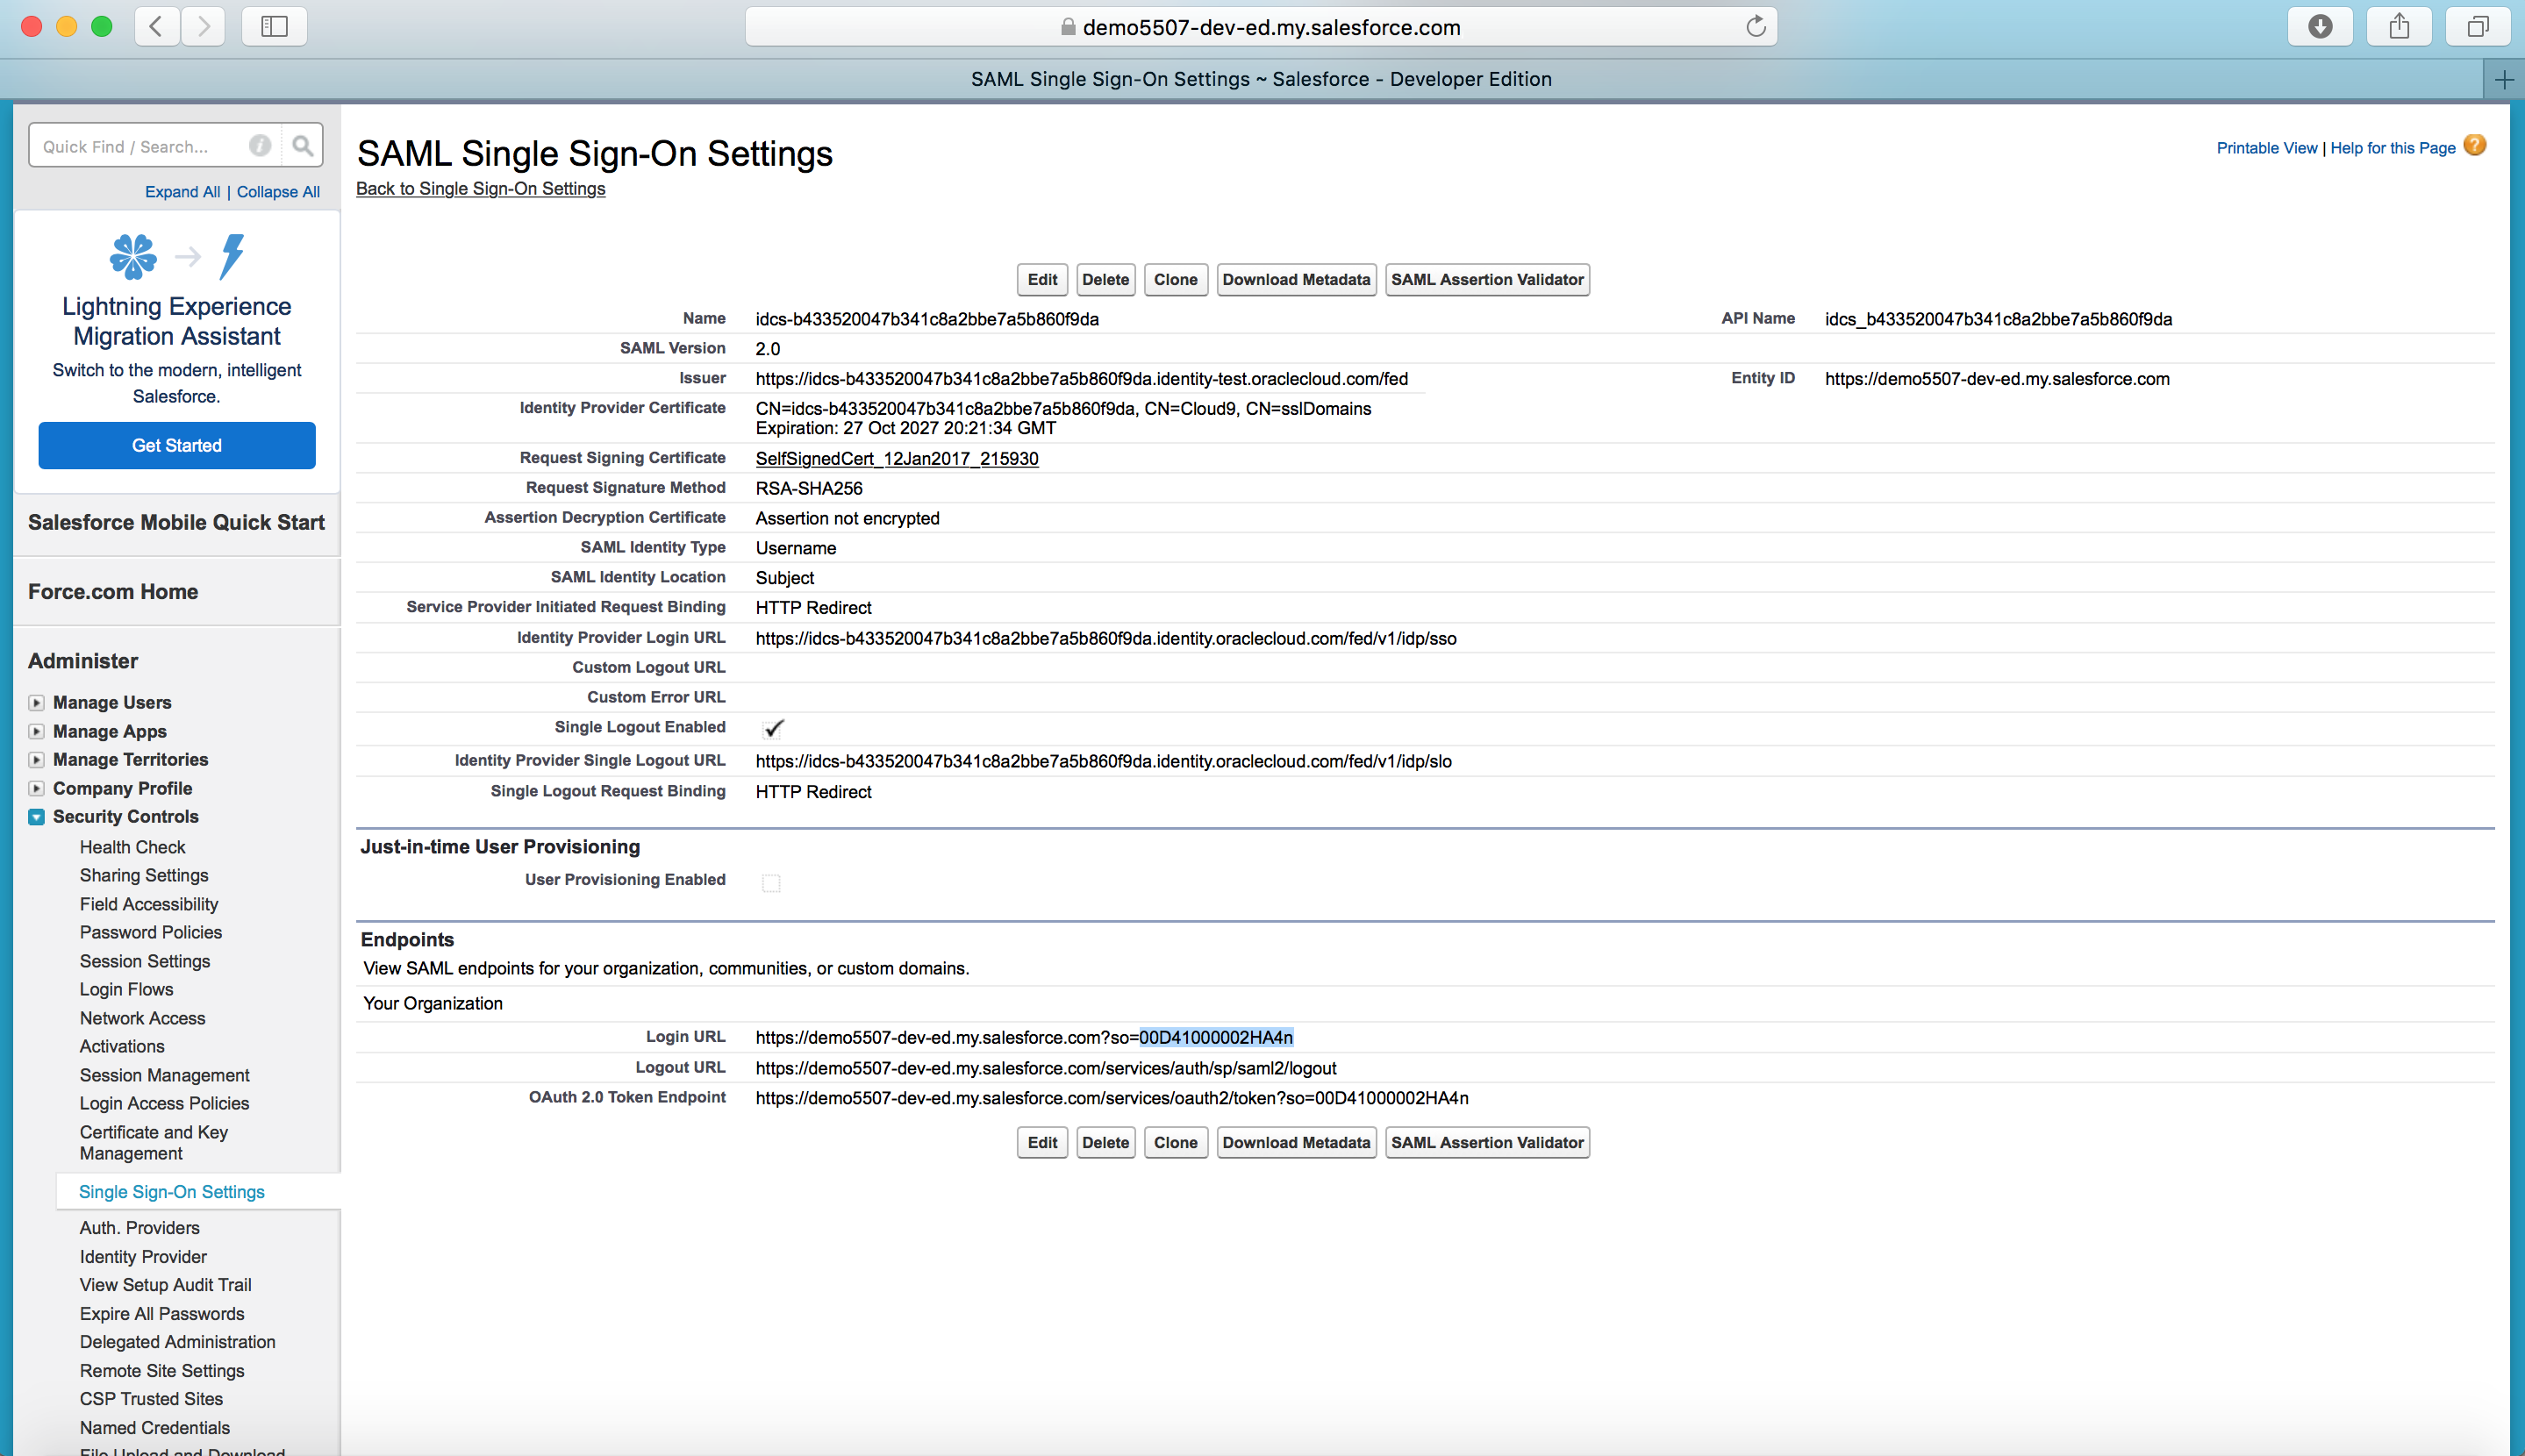 demo5507-dev-ed.my.salesforce.com
SAML Single Sign-On Settings ~ Salesforce - Developer Edition
Quick Find / Search...
Expand All | Collapse All
Lightning Experience
Migration Assistant
Switch to the modern, intelligent
Salesforce.
Get Started
Salesforce Mobile Quick Start
Force.com Home
Administer
Manage Users
Manage Apps
Manage Territories
Company Profile
Security Controls
Health Check
Sharing Settings
Field Accessibility
Password Policies
Session Settings
Login Flows
Network Access
Activations
Session Management
Login Access Policies
Certificate and Key
Management
Single Sign-On Settings
Auth. Providers
Identity Provider
View Setup Audit Trail
Expire All Passwords
Delegated Administration
Remote Site Settings
CSP Trusted Sites
Named Credentials
File Upload and Download
SAML Single Sign-On Settings
Back to Single Sign-On Settings
Printable View | Help for this Page ?
Edit Delete Clone Download Metadata SAML Assertion Validator
Name idcs-b433520047b341c8a2bbe7a5b860f9da API Name idcs_b433520047b341c8a2bbe7a5b860f9da
SAML Version 2.0
Issuer https://idcs-b433520047b341c8a2bbe7a5b860f9da.identity-test.oraclecloud.com/fed Entity ID https://demo5507-dev-ed.my.salesforce.com
Identity Provider Certificate CN=idcs-b433520047b341c8a2bbe7a5b860f9da, CN=Cloud9, CN=sslDomains
Expiration: 27 Oct 2027 20:21:34 GMT
Request Signing Certificate SelfSignedCert_12Jan2017_215930
Request Signature Method RSA-SHA256
Assertion Decryption Certificate Assertion not encrypted
SAML Identity Type Username
SAML Identity Location Subject
Service Provider Initiated Request Binding HTTP Redirect
Identity Provider Login URL https://idcs-b433520047b341c8a2bbe7a5b860f9da.identity.oraclecloud.com/fed/v1/idp/sso
Custom Logout URL
Custom Error URL
Single Logout Enabled
Identity Provider Single Logout URL https://idcs-b433520047b341c8a2bbe7a5b860f9da.identity.oraclecloud.com/fed/v1/idp/slo
Single Logout Request Binding HTTP Redirect
Just-in-time User Provisioning
User Provisioning Enabled
Endpoints
View SAML endpoints for your organization, communities, or custom domains.
Your Organization
Login URL https://demo5507-dev-ed.my.salesforce.com?so=00D41000002HA4n
Logout URL https://demo5507-dev-ed.my.salesforce.com/services/auth/sp/saml2/logout
OAuth 2.0 Token Endpoint https://demo5507-dev-ed.my.salesforce.com/services/oauth2/token?so=00D41000002HA4n
Edit Delete Clone Download Metadata SAML Assertion Validator